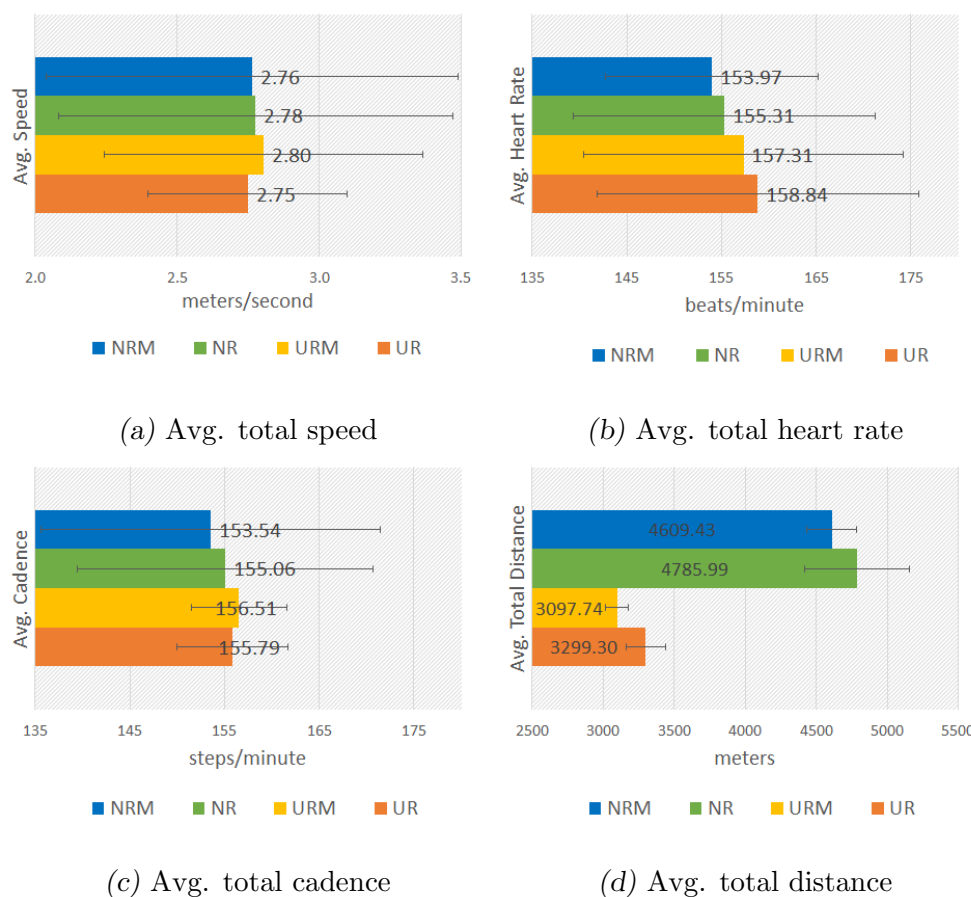 Avg. Speed
2.76
2.78
2.80
2.75
2.0 2.5 3.0 3.5
meters/second
NRM NR URM UR
(a) Avg. total speed
Avg. Heart Rate
153.97
155.31
157.31
158.84
135 145 155 165 175
beats/minute
NRM NR URM UR
(b) Avg. total heart rate
Avg. Cadence
153.54
155.06
156.51
155.79
135 145 155 165 175
steps/minute
NRM NR URM UR
(c) Avg. total cadence
Avg. Total Distance
4609.43
4785.99
3097.74
3299.30
2500 3000 3500 4000 4500 5000 5500
meters
NRM NR URM UR
(d) Avg. total distance